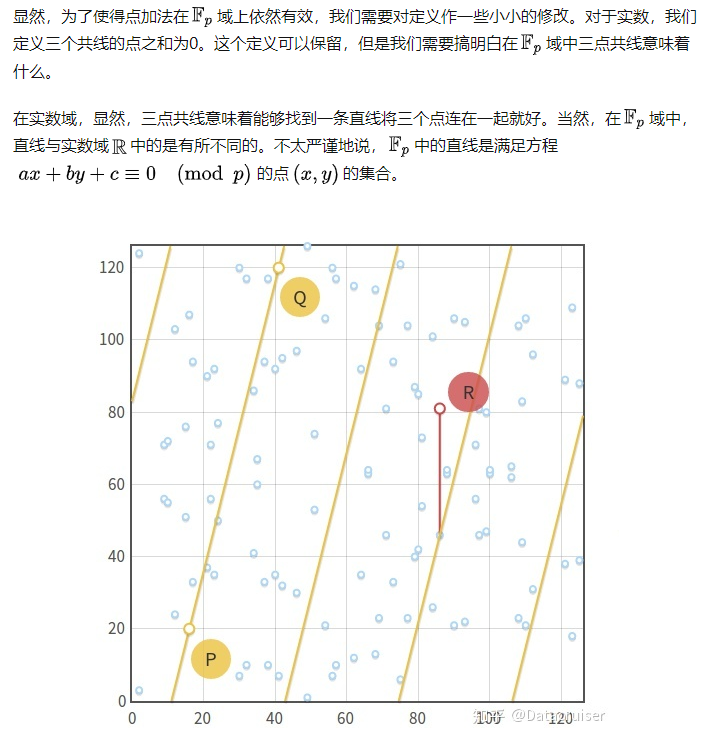 显然，为了使得点加法在 𝔽ₚ 域上依然有效，我们需要对定义作一些小小的修改。对于实数，我们
定义三个共线的点之和为0。这个定义可以保留，但是我们需要搞明白在 𝔽ₚ 域中三点共线意味着
什么。
在实数域，显然，三点共线意味着能够找到一条直线将三个点连在一起就好。当然，在 𝔽ₚ 域中，
直线与实数域 ℝ 中的是有所不同的。不太严谨地说， 𝔽ₚ 中的直线是满足方程
ax + by + c ≡ 0 (mod p) 的点 (x, y) 的集合。
120
Q
100
R
80
60
40
20
P
0
0 20 40 60 80 100 120
知乎 @Datacruiser